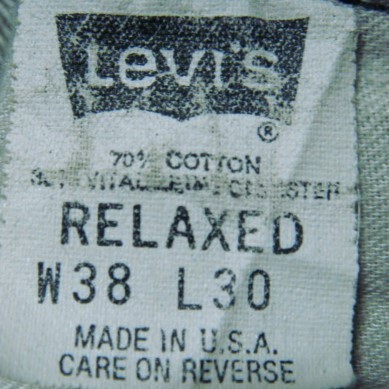 Levi's
®
70% COTTON
RELAXED
W38 L30
MADE IN U.S.A.
CARE ON REVERSE